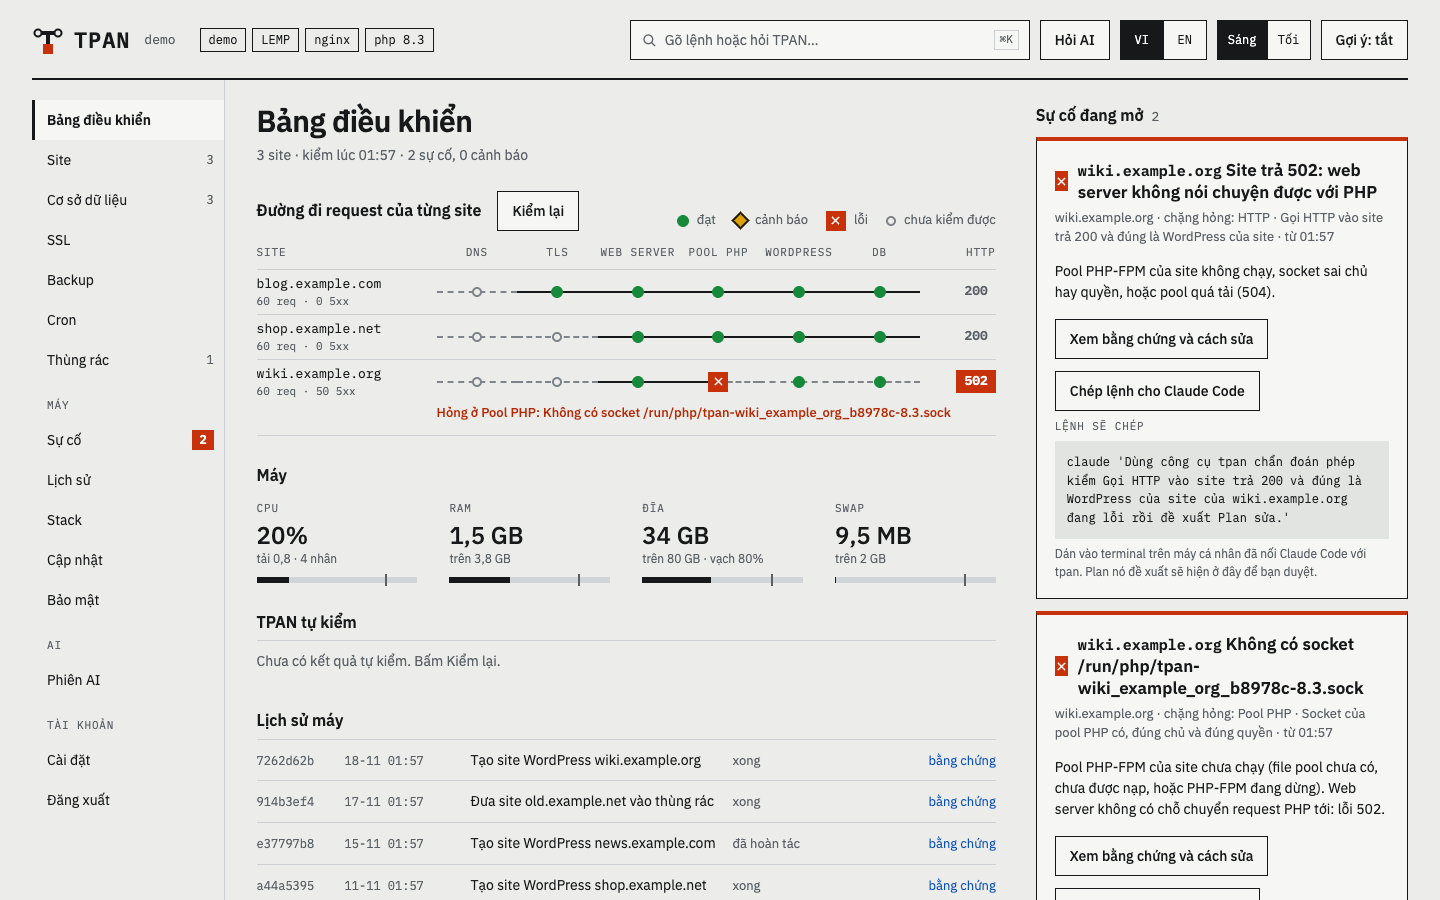 TPAN demo demo LEMP nginx php 8.3
Gõ lệnh hoặc hỏi TPAN... ⌘K Hỏi AI VI EN Sáng Tối Gợi ý: tắt
Bảng điều khiển
Site 3
Cơ sở dữ liệu 3
SSL
Backup
Cron
Thùng rác 1
MÁY
Sự cố 2
Lịch sử
Stack
Cập nhật
Bảo mật
AI
Phiên AI
TÀI KHOẢN
Cài đặt
Đăng xuất
Bảng điều khiển
3 site · kiểm lúc 01:57 · 2 sự cố, 0 cảnh báo
Đường đi request của từng site Kiểm lại
đạt cảnh báo lỗi chưa kiểm được
SITE DNS TLS WEB SERVER POOL PHP WORDPRESS DB HTTP
blog.example.com 200
60 req · 0 5xx
shop.example.net 200
60 req · 0 5xx
wiki.example.org 502
60 req · 50 5xx
Hỏng ở Pool PHP: Không có socket /run/php/tpan-wiki_example_org_b8978c-8.3.sock
Máy
CPU RAM ĐĨA SWAP
20% 1,5 GB 34 GB 9,5 MB
tải 0,8 · 4 nhân trên 3,8 GB trên 80 GB · vạch 80% trên 2 GB
TPAN tự kiểm
Chưa có kết quả tự kiểm. Bấm Kiểm lại.
Lịch sử máy
7262d62b 18-11 01:57 Tạo site WordPress wiki.example.org xong bằng chứng
914b3ef4 17-11 01:57 Đưa site old.example.net vào thùng rác xong bằng chứng
e37797b8 15-11 01:57 Tạo site WordPress news.example.com đã hoàn tác bằng chứng
a44a5395 11-11 01:57 Tạo site WordPress shop.example.net xong bằng chứng
Sự cố đang mở 2
wiki.example.org Site trả 502: web
server không nói chuyện được với PHP
wiki.example.org · chặng hỏng: HTTP · Gọi HTTP vào site
trả 200 và đúng là WordPress của site · từ 01:57
Pool PHP-FPM của site không chạy, socket sai chủ
hay quyền, hoặc pool quá tải (504).
Xem bằng chứng và cách sửa
Chép lệnh cho Claude Code
LỆNH SẼ CHÉP
claude 'Dùng công cụ tpan chẩn đoán phép
kiểm Gọi HTTP vào site trả 200 và đúng là
WordPress của site của wiki.example.org
đang lỗi rồi đề xuất Plan sửa.'
Dán vào terminal trên máy cá nhân đã nối Claude Code với
tpan. Plan nó đề xuất sẽ hiện ở đây để bạn duyệt.
wiki.example.org Không có socket
/run/php/tpan-
wiki_example_org_b8978c-8.3.sock
wiki.example.org · chặng hỏng: Pool PHP · Socket của
pool PHP có, đúng chủ và đúng quyền · từ 01:57
Pool PHP-FPM của site chưa chạy (file pool chưa có,
chưa được nạp, hoặc PHP-FPM đang dừng). Web
server không có chỗ chuyển request PHP tới: lỗi 502.
Xem bằng chứng và cách sửa